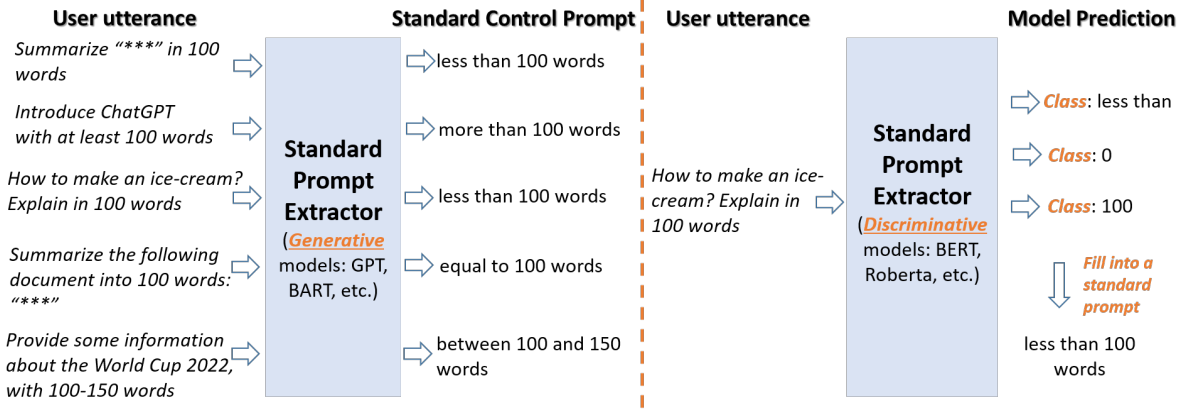 User utterance
Standard Control Prompt
Summarize “***” in 100
words
less than 100 words
Introduce ChatGPT
with at least 100 words
more than 100 words
How to make an ice-cream?
Explain in 100 words
less than 100 words
Summarize the following
document into 100 words:
“***”
equal to 100 words
Provide some information
about the World Cup 2022,
with 100-150 words
between 100 and 150
words
Standard
Prompt
Extractor
(Generative
models: GPT,
BART, etc.)
User utterance
Model Prediction
How to make an ice-
cream? Explain in
100 words
Standard
Prompt
Extractor
(Discriminative
models: BERT,
Roberta, etc.)
Class: less than
Class: 0
Class: 100
Fill into a
standard
prompt
less than 100
words